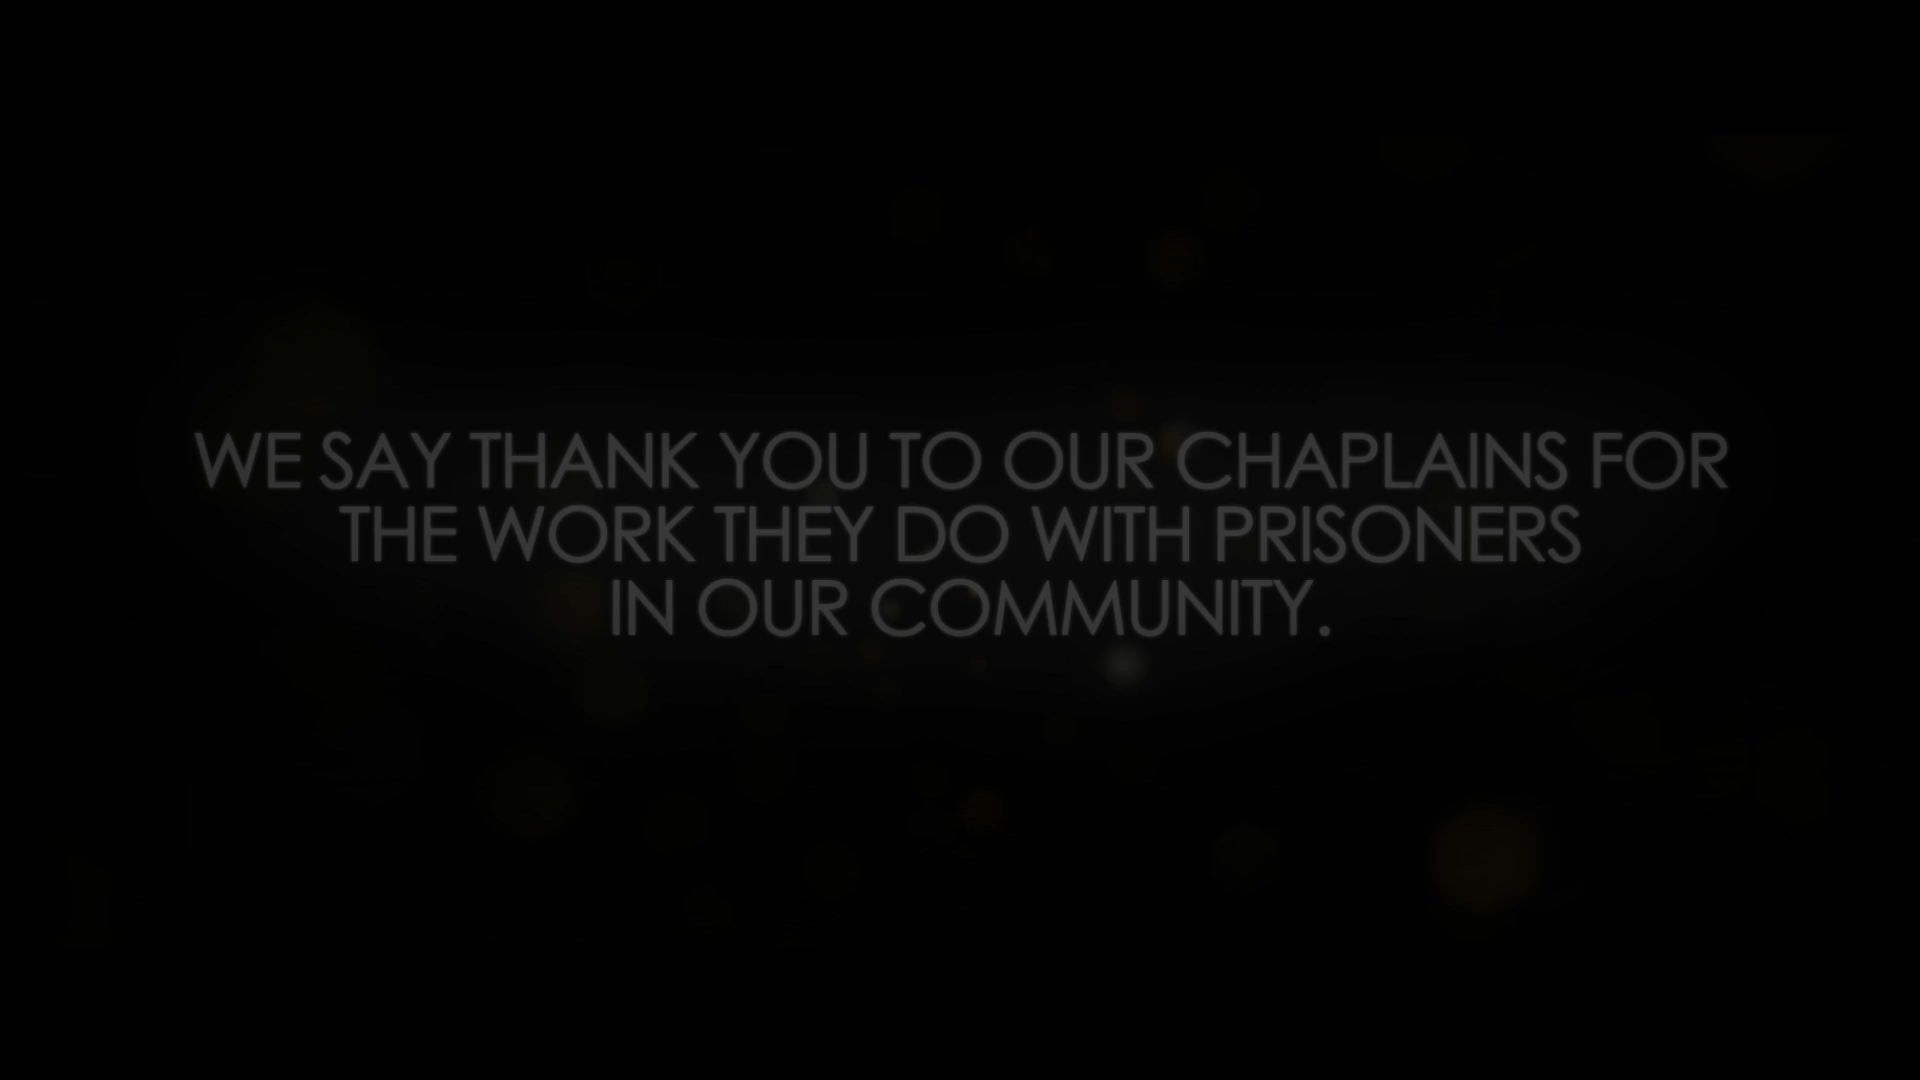 WE SAY THANK YOU TO OUR CHAPLAINS FOR
THE WORK THEY DO WITH PRISONERS
IN OUR COMMUNITY.